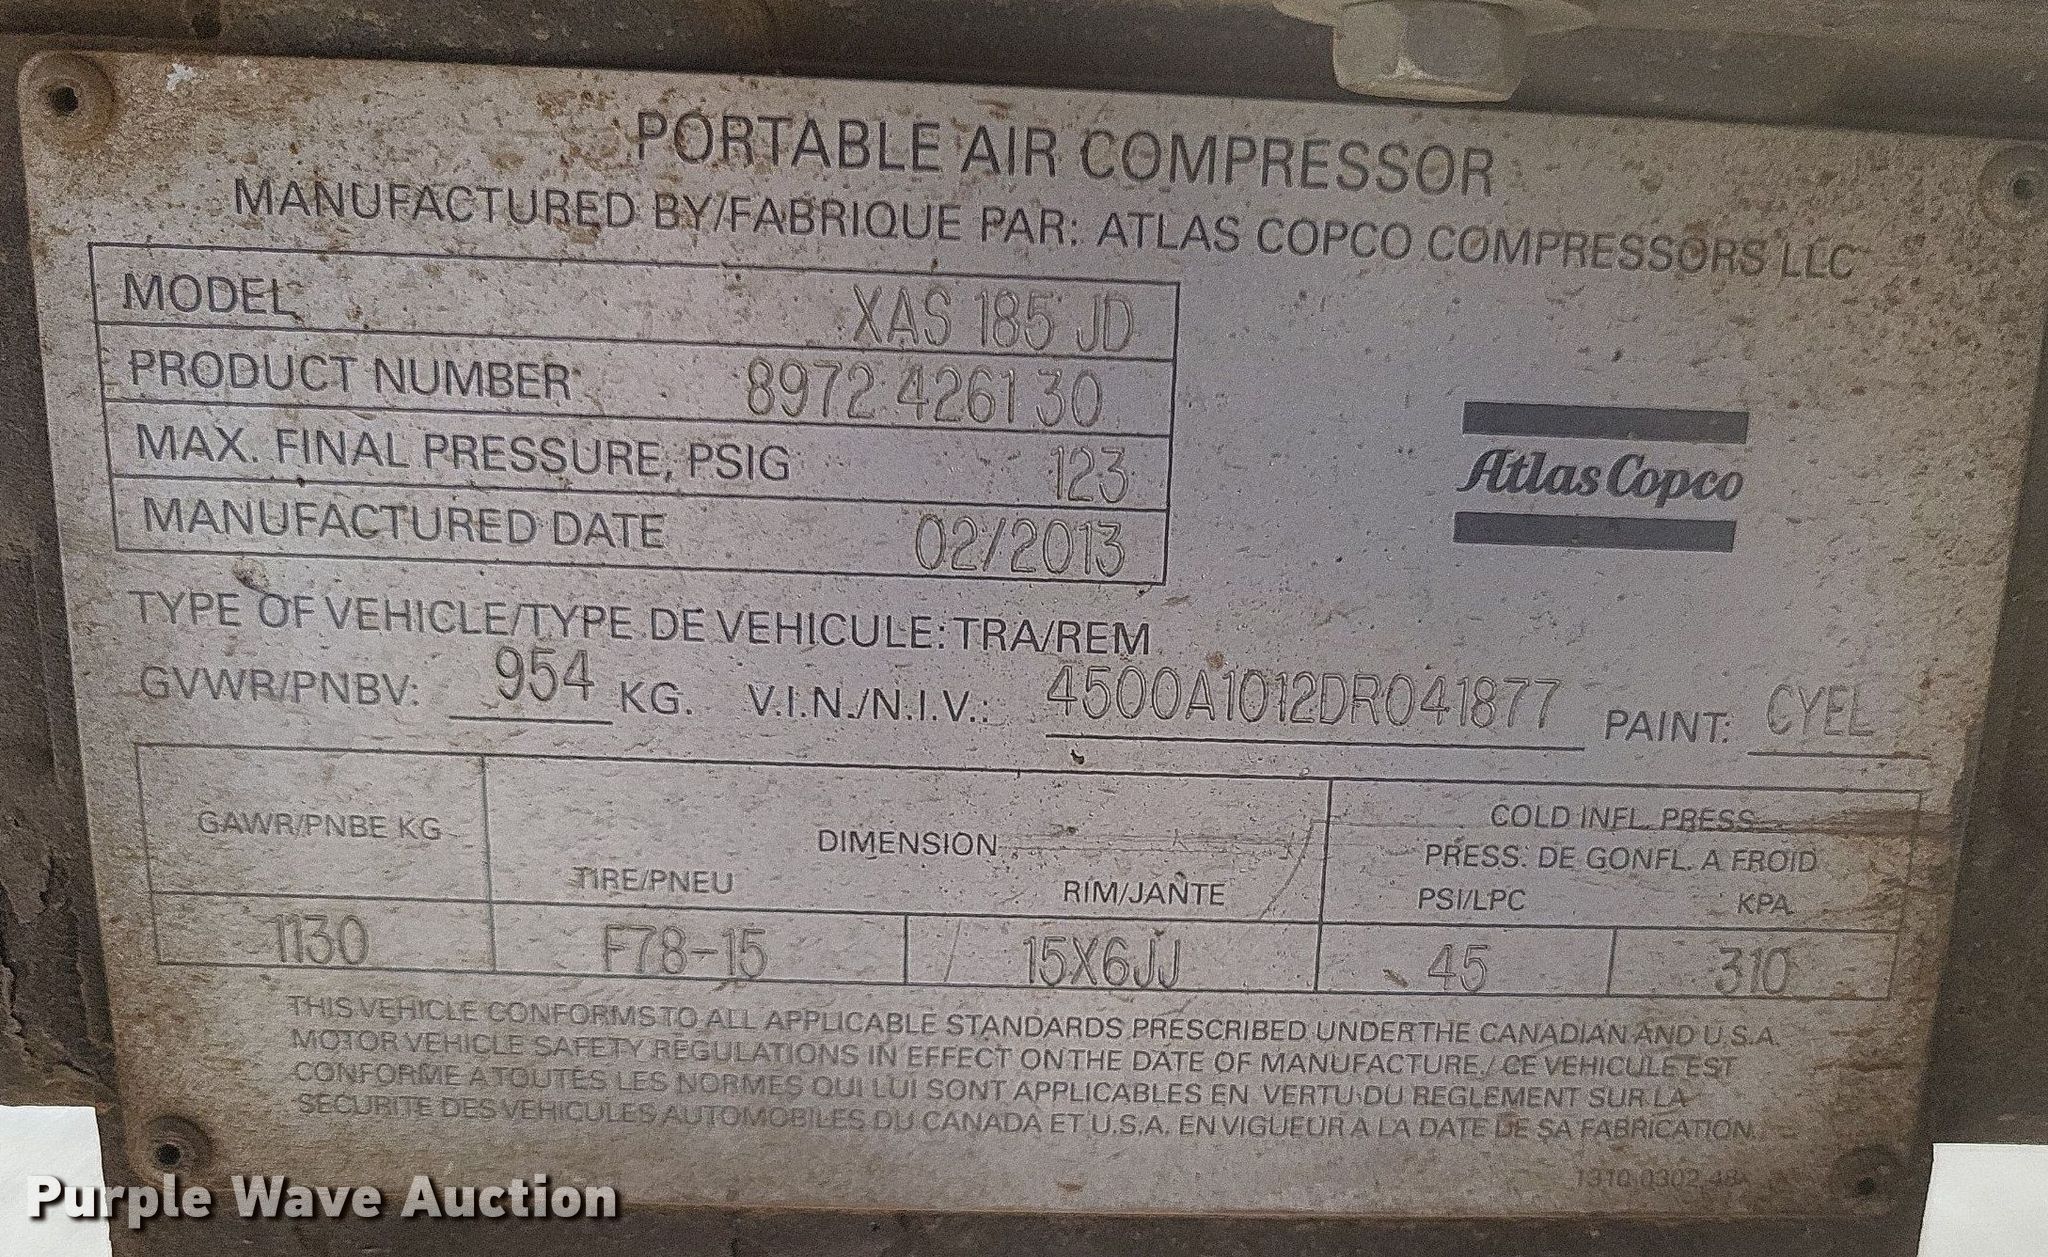 PORTABLE AIR COMPRESSOR
MANUFACTURED BY/FABRIQUE PAR: ATLAS COPCO COMPRESSORS LLC
MODEL XAS 185 JD
PRODUCT NUMBER 8972 4261 30
MAX. FINAL PRESSURE, PSIG 123
MANUFACTURED DATE 02/2013
Atlas Copco
TYPE OF VEHICLE/TYPE DE VEHICULE: TRA/REM
GVWR/PNBV: 954 KG. V.I.N./N.I.V.: 4500A1012DR041877 PAINT: CYEL
GAWR/PNBE KG
DIMENSION
TIRE/PNEU RIM/JANTE
COLD INFL. PRESS.
PRESS. DE GONFL. A FROID
PSI/LPC KPA
1130 F78-15 15X6JJ 45 310
THIS VEHICLE CONFORMS TO ALL APPLICABLE STANDARDS PRESCRIBED UNDER THE CANADIAN AND U.S.A.
MOTOR VEHICLE SAFETY REGULATIONS IN EFFECT ON THE DATE OF MANUFACTURE./ CE VEHICULE EST
CONFORME A TOUTES LES NORMES QUI LUI SONT APPLICABLES EN VERTU DU REGLEMENT SUR LA
SECURITE DES VEHICULES AUTOMOBILES DU CANADA ET U.S.A. EN VIGUEUR A LA DATE DE SA FABRICATION.
1310 0302 48
Purple Wave Auction